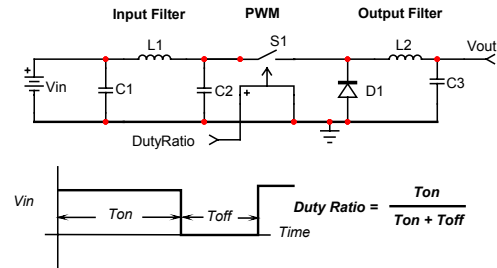 Input Filter PWM Output Filter
L1 S1 L2 Vout
+ Vin C1 C2 + D1 C3
DutyRatio
Vin Ton Toff Time
Duty Ratio = Ton
Ton + Toff